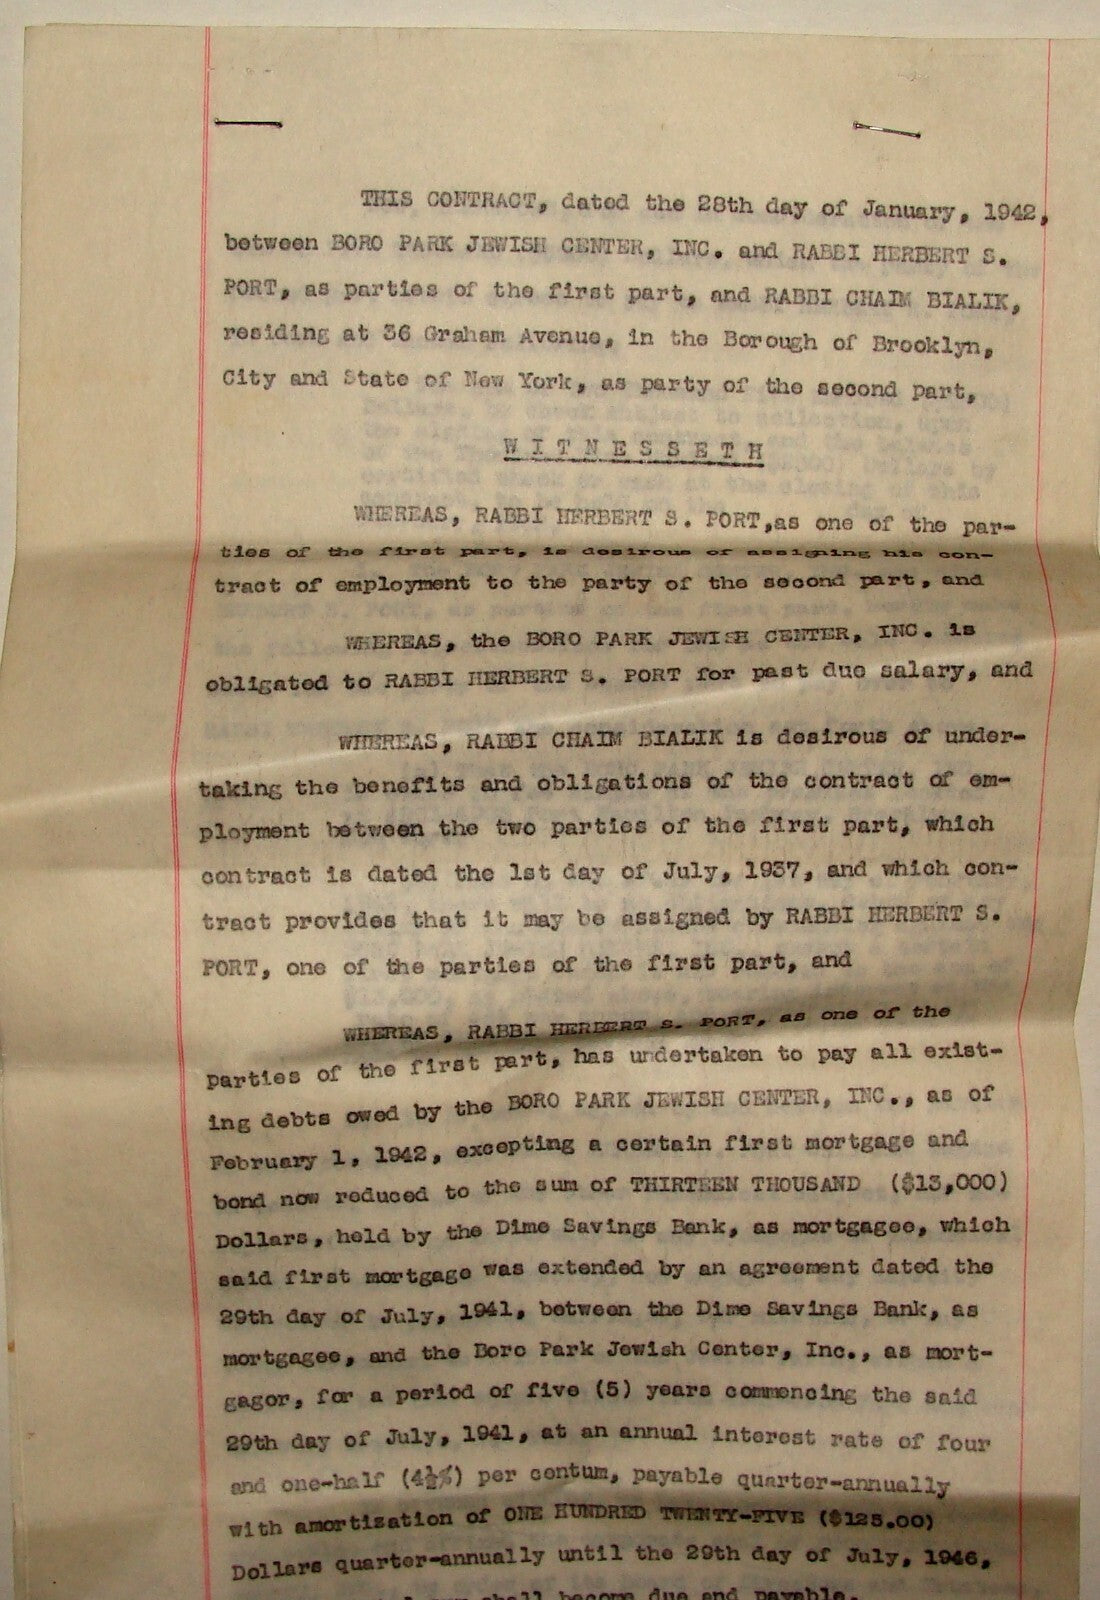 THIS CONTRACT, dated the 28th day of January, 1942,
between BORO PARK JEWISH CENTER, INC. and RABBI HERBERT S.
PORT, as parties of the first part, and RABBI CHAIM BIALIK,
residing at 36 Graham Avenue, in the Borough of Brooklyn,
City and State of New York, as party of the second part,
W I T N E S S E T H
WHEREAS, RABBI HERBERT S. PORT,as one of the par-
ties of the first part, is desirous of assigning his con-
tract of employment to the party of the second part, and
WHEREAS, the BORO PARK JEWISH CENTER, INC. is
obligated to RABBI HERBERT S. PORT for past due salary, and
WHEREAS, RABBI CHAIM BIALIK is desirous of under-
taking the benefits and obligations of the contract of em-
ployment between the two parties of the first part, which
contract is dated the 1st day of July, 1937, and which con-
tract provides that it may be assigned by RABBI HERBERT S.
PORT, one of the parties of the first part, and
WHEREAS, RABBI HERBERT S. PORT, as one of the
parties of the first part, has undertaken to pay all exist-
ing debts owed by the BORO PARK JEWISH CENTER, INC., as of
February 1, 1942, excepting a certain first mortgage and
bond now reduced to the sum of THIRTEEN THOUSAND ($13,000)
Dollars, held by the Dime Savings Bank, as mortgagee, which
said first mortgage was extended by an agreement dated the
29th day of July, 1941, between the Dime Savings Bank, as
mortgagee, and the Boro Park Jewish Center, Inc., as mort-
gagor, for a period of five (5) years commencing the said
29th day of July, 1941, at an annual interest rate of four
and one-half (4½%) per centum, payable quarter-annually
with amortization of ONE HUNDRED TWENTY-FIVE ($125.00)
Dollars quarter-annually until the 29th day of July, 1946,
shall become due and payable.